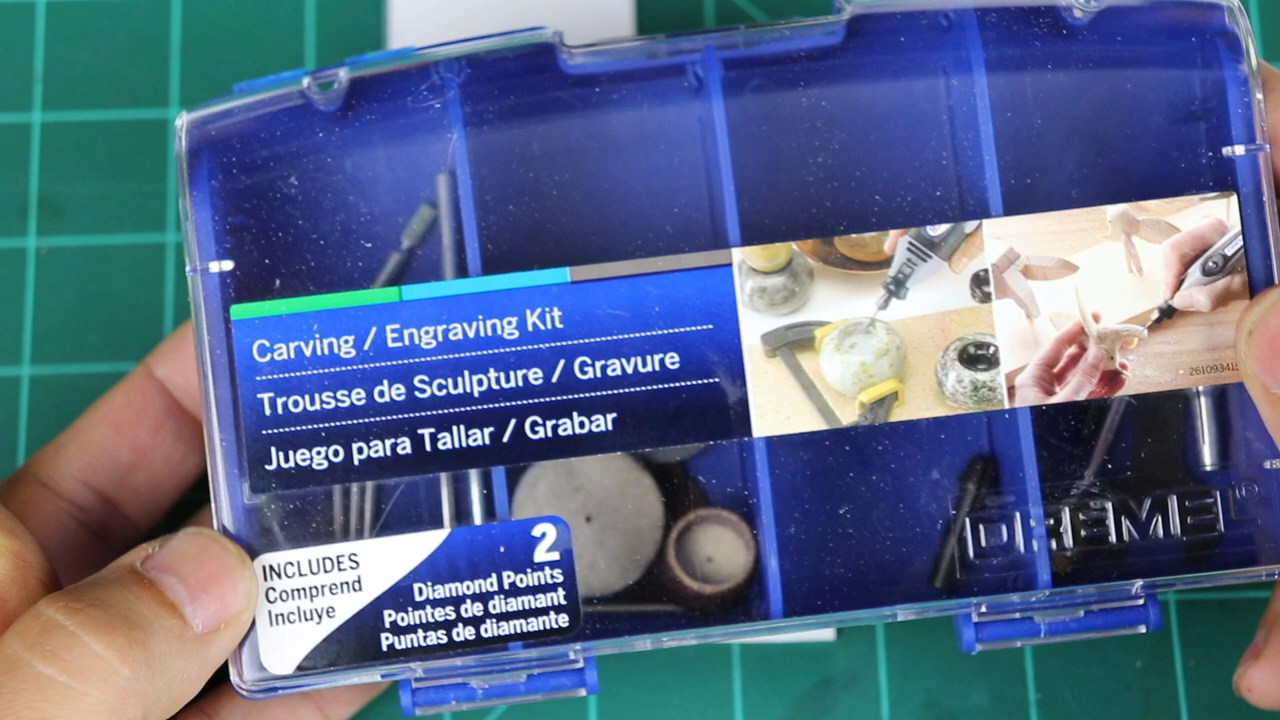 Carving / Engraving Kit
Trousse de Sculpture / Gravure
Juego para Tallar / Grabar
INCLUDES
Comprend
Incluye
2
Diamond Points
Pointes de diamant
Puntas de diamante
DREMEL®